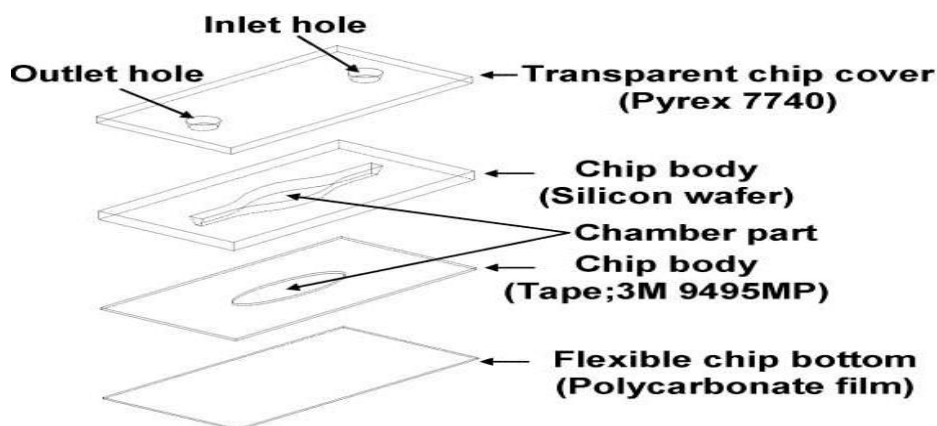 Inlet hole
Outlet hole
Transparent chip cover
(Pyrex 7740)
Chip body
(Silicon wafer)
Chamber part
Chip body
(Tape;3M 9495MP)
Flexible chip bottom
(Polycarbonate film)